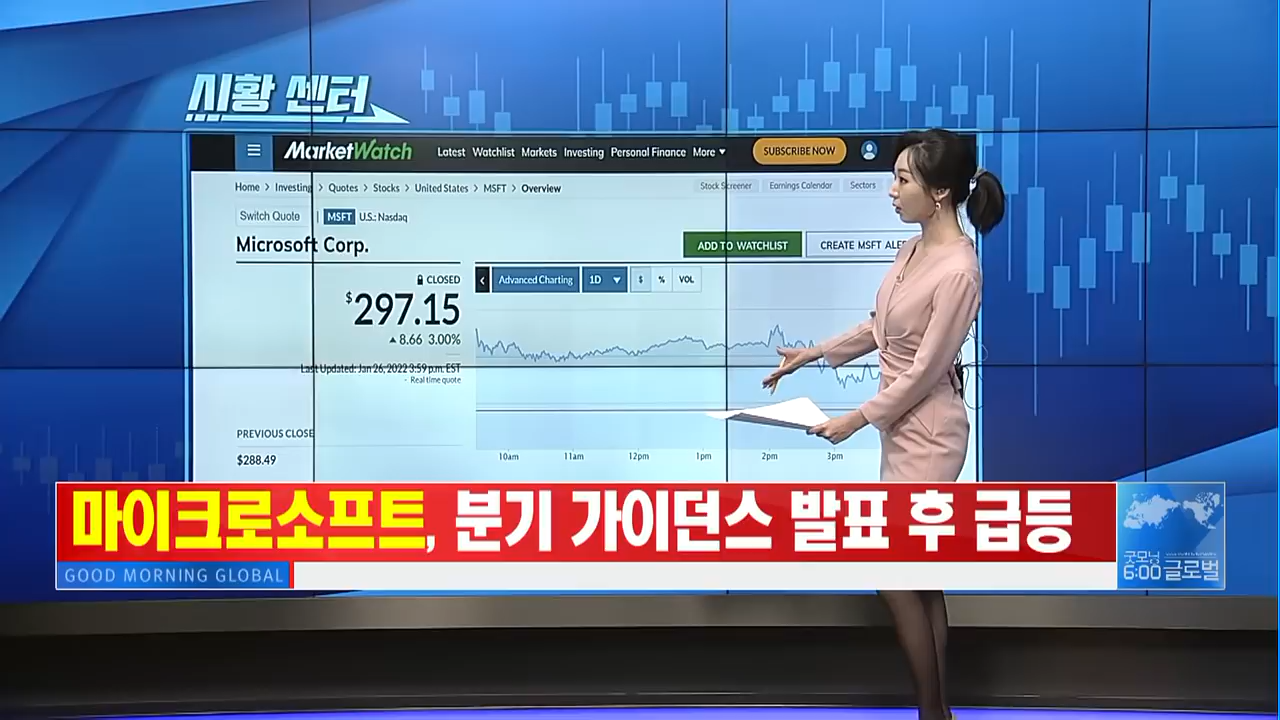 시황 센터
☰ MarketWatch Latest Watchlist Markets Investing Personal Finance More ▼ SUBSCRIBE NOW
Home > Investing > Quotes > Stocks > United States > MSFT > Overview
Stock Screener Earnings Calendar Sectors
Switch Quote | MSFT U.S.: Nasdaq
Microsoft Corp.
ADD TO WATCHLIST CREATE MSFT ALE
CLOSED
$297.15
▲ 8.66 3.00%
Last Updated: Jan 26, 2022 3:59 p.m. EST
- Real time quote
‹ Advanced Charting 1D ▼ $ % VOL
PREVIOUS CLOSE
$288.49
10am 11am 12pm 1pm 2pm 3pm
마이크로소프트, 분기 가이던스 발표 후 급등
GOOD MORNING GLOBAL
굿모닝
6:00 글로벌